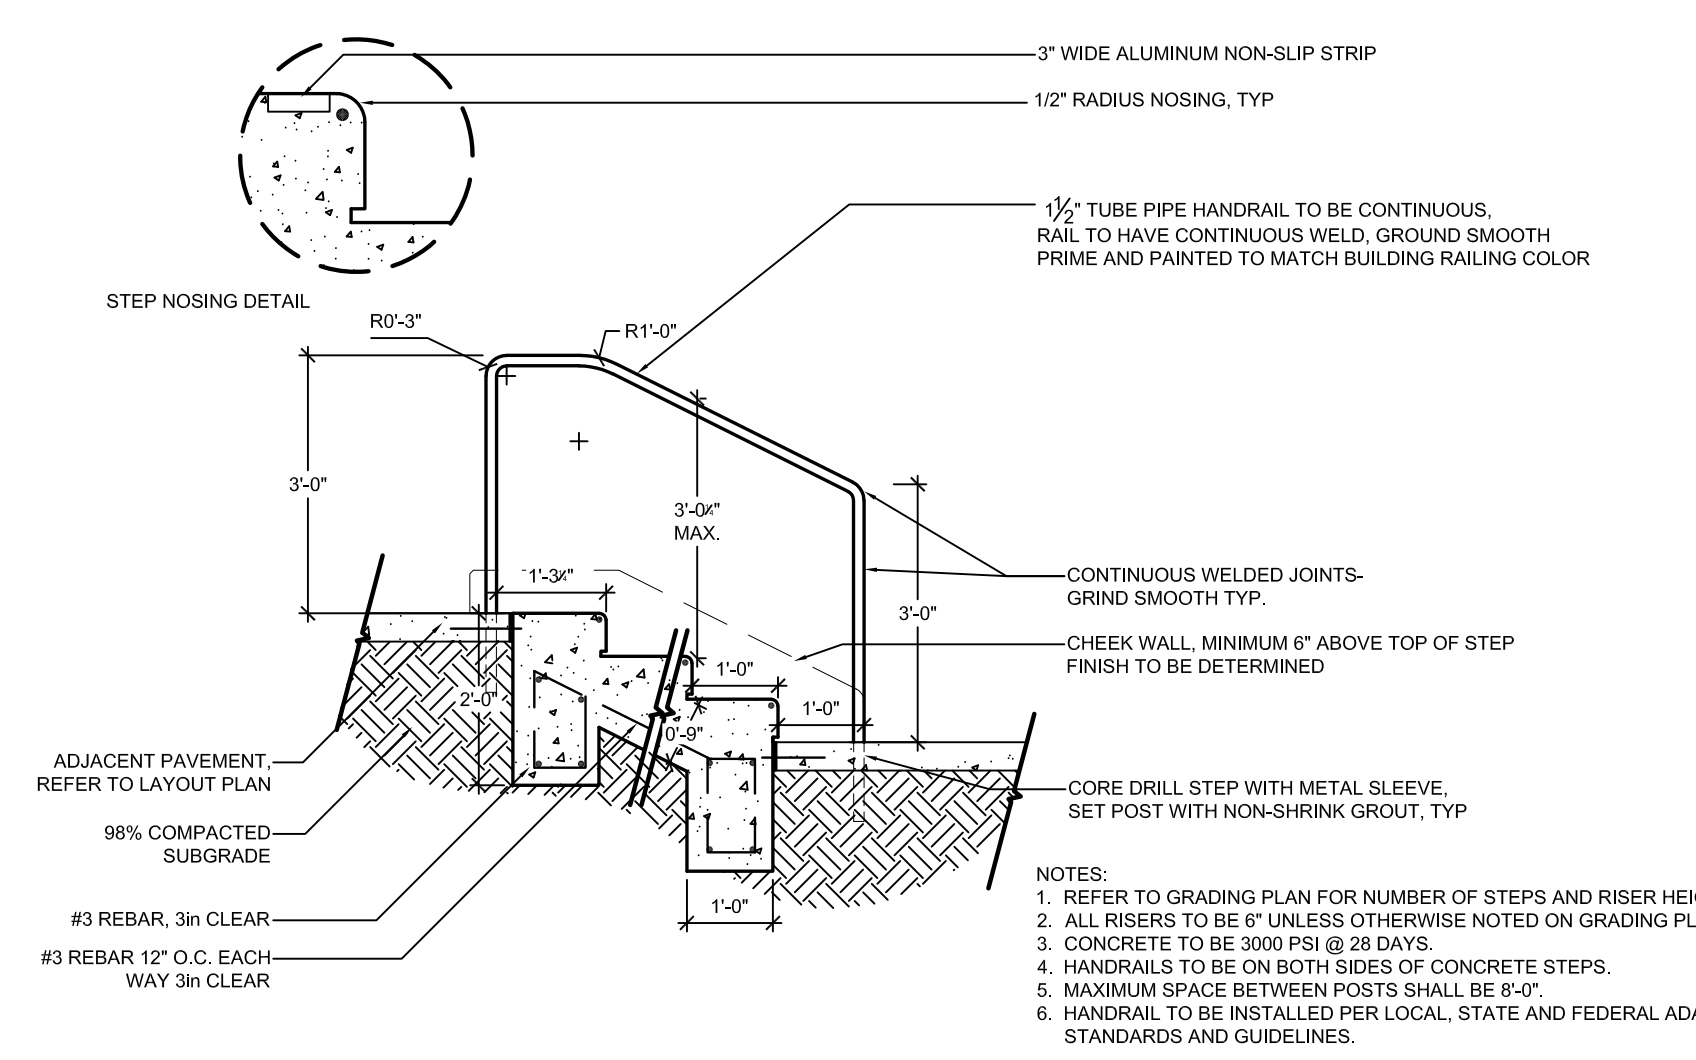 3" WIDE ALUMINUM NON-SLIP STRIP
1/2" RADIUS NOSING, TYP
1 1/2" TUBE PIPE HANDRAIL TO BE CONTINUOUS,
RAIL TO HAVE CONTINUOUS WELD, GROUND SMOOTH
PRIME AND PAINTED TO MATCH BUILDING RAILING COLOR
STEP NOSING DETAIL
R0'-3"
R1'-0"
3'-0"
3'-0¼"
MAX.
1'-3¼"
3'-0"
CONTINUOUS WELDED JOINTS-
GRIND SMOOTH TYP.
CHEEK WALL, MINIMUM 6" ABOVE TOP OF STEP
FINISH TO BE DETERMINED
1'-0"
2'-0"
1'-0"
0'-9"
ADJACENT PAVEMENT,
REFER TO LAYOUT PLAN
CORE DRILL STEP WITH METAL SLEEVE,
SET POST WITH NON-SHRINK GROUT, TYP
98% COMPACTED
SUBGRADE
1'-0"
#3 REBAR, 3in CLEAR
#3 REBAR 12" O.C. EACH
WAY 3in CLEAR
NOTES:
1. REFER TO GRADING PLAN FOR NUMBER OF STEPS AND RISER HEI
2. ALL RISERS TO BE 6" UNLESS OTHERWISE NOTED ON GRADING PL
3. CONCRETE TO BE 3000 PSI @ 28 DAYS.
4. HANDRAILS TO BE ON BOTH SIDES OF CONCRETE STEPS.
5. MAXIMUM SPACE BETWEEN POSTS SHALL BE 8'-0".
6. HANDRAIL TO BE INSTALLED PER LOCAL, STATE AND FEDERAL ADA
STANDARDS AND GUIDELINES.